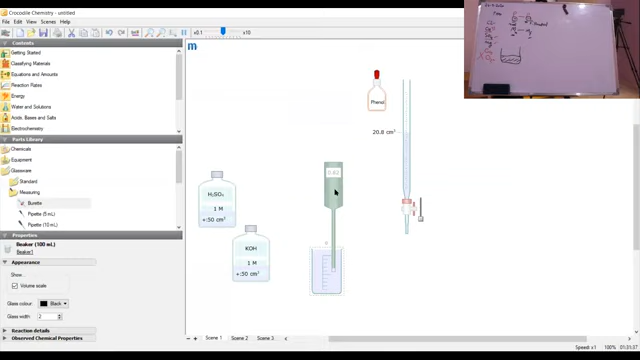 Crocodile Chemistry - untitled
File Edit View Scenes Help
x0.1
x10
Contents
Getting Started
Classifying Materials
Equations and Amounts
Reaction Rates
Energy
Water and Solutions
Acids, Bases and Salts
Electrochemistry
Parts Library
Chemicals
Equipment
Glassware
Standard
Measuring
Burette
Pipette (5 mL)
Pipette (10 mL)
Properties
Beaker (100 mL)
Beaker1
Appearance
Show...
Volume scale
Glass colour:
Black
Glass width:
2
Reaction details
Observed Chemical Properties
m
Phenol
20.8 cm³
H₂SO₄
1 M
50 cm³
KOH
1 M
50 cm³
Scene 1
Scene 2
Scene 3
Speed: x1
100%